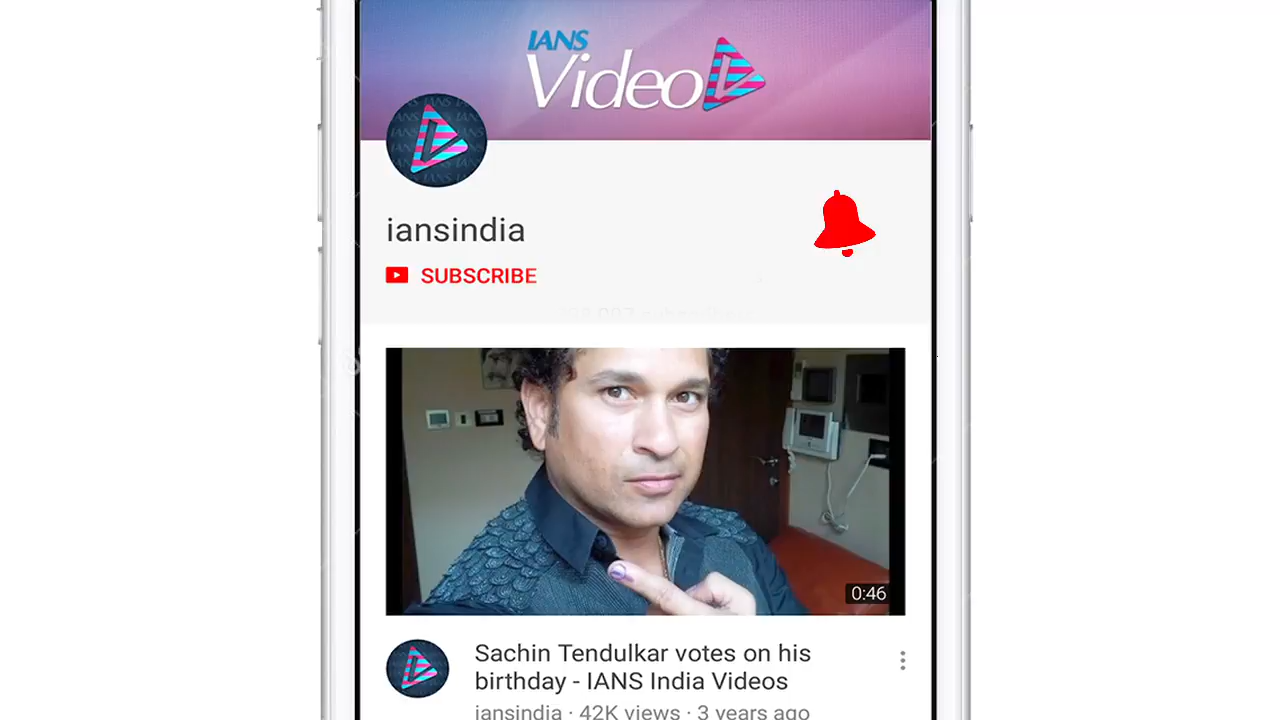 IANS
Video
iansindia
SUBSCRIBE
0:46
Sachin Tendulkar votes on his
birthday - IANS India Videos
iansindia · 42K views · 3 years ago